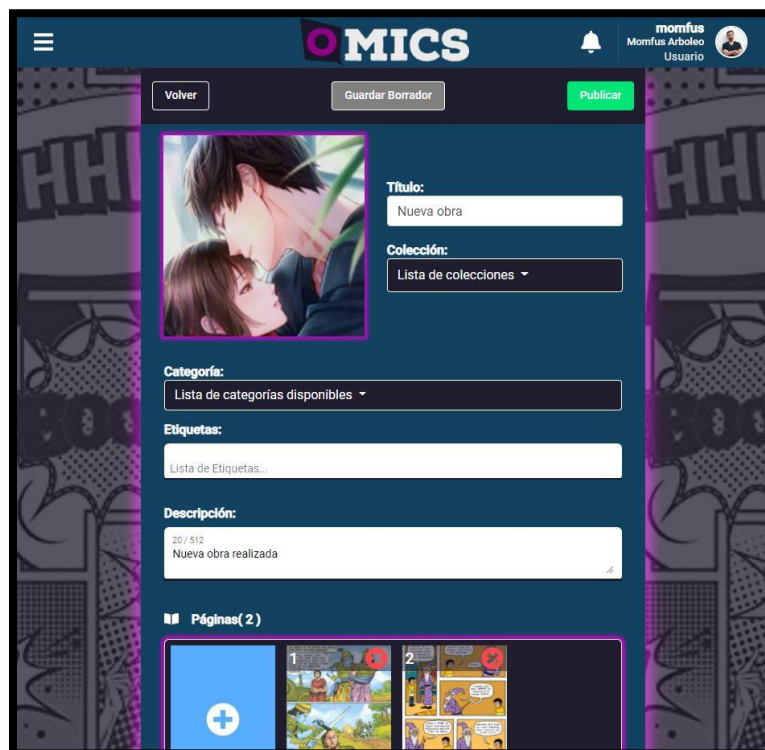 OMICS
momfus
Momfus Arboleo
Usuario
Volver
Guardar Borrador
Publicar
Título:
Nueva obra
Colección:
Lista de colecciones
Categoría:
Lista de categorías disponibles
Etiquetas:
Lista de Etiquetas...
Descripción:
20 / 512
Nueva obra realizada
Páginas( 2 )
1
2